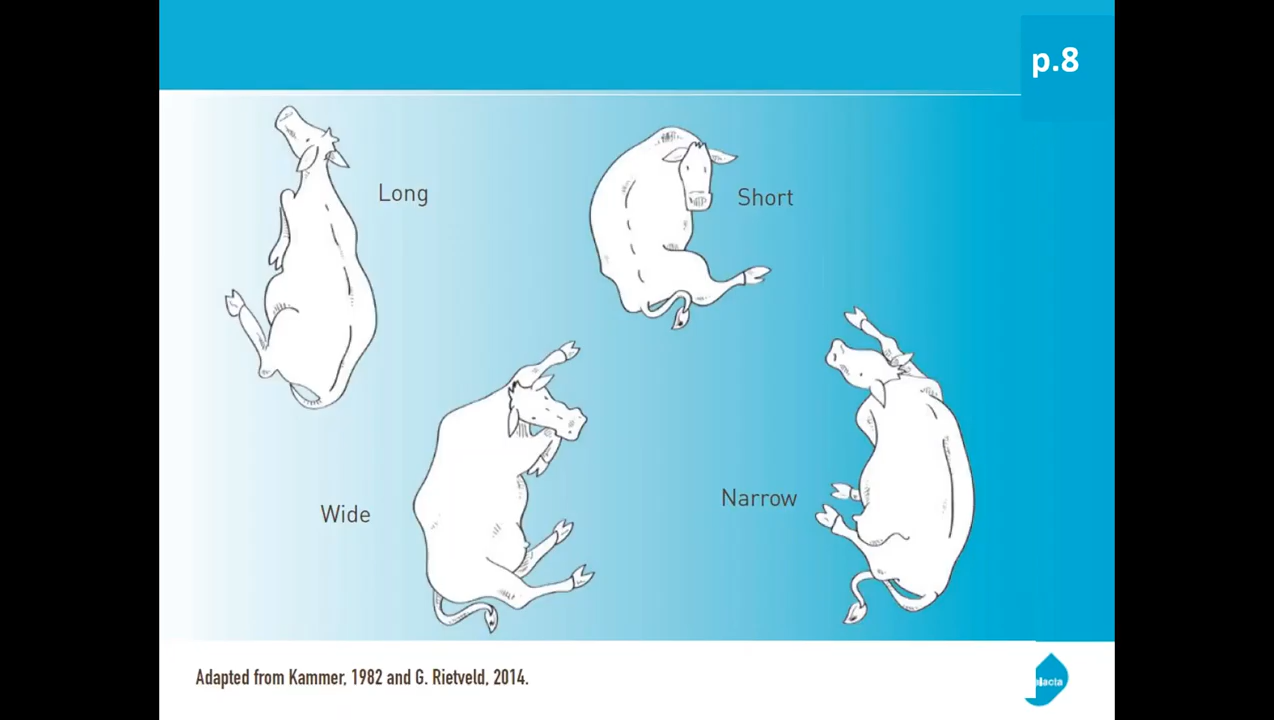 p.8
Long
Short
Wide
Narrow
Adapted from Kammer, 1982 and G. Rietveld, 2014.